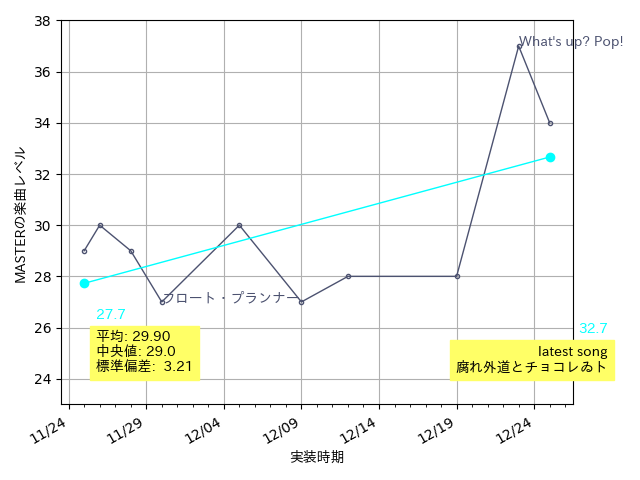 38
What's up? Pop!
36
34
32
30
28
フロート・プランナー
27.7
26
32.7
平均: 29.90
中央値: 29.0
標準偏差: 3.21
latest song
腐れ外道とチョコレゐト
24
MASTERの楽曲レベル
11/24
11/29
12/04
12/09
12/14
12/19
12/24
実装時期